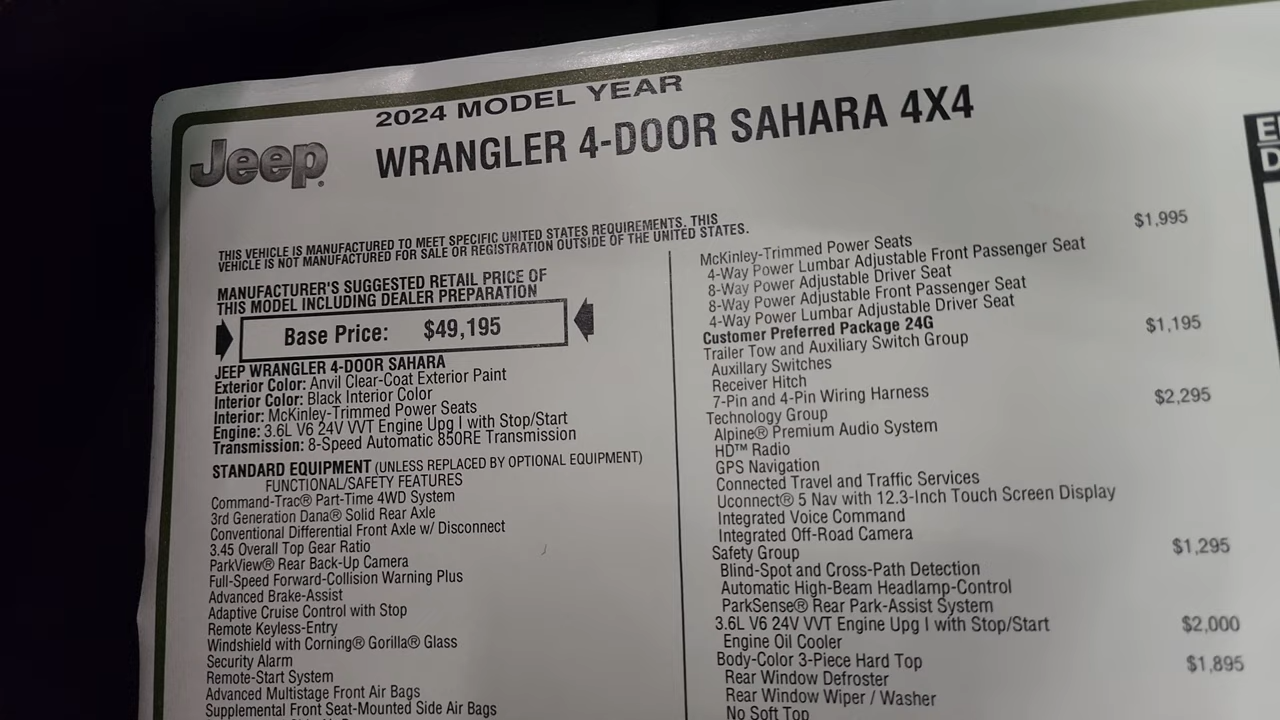 2024 MODEL YEAR
Jeep®
WRANGLER 4-DOOR SAHARA 4X4
THIS VEHICLE IS MANUFACTURED TO MEET SPECIFIC UNITED STATES REQUIREMENTS. THIS
VEHICLE IS NOT MANUFACTURED FOR SALE OR REGISTRATION OUTSIDE OF THE UNITED STATES.
MANUFACTURER'S SUGGESTED RETAIL PRICE OF
THIS MODEL INCLUDING DEALER PREPARATION
Base Price: $49,195
JEEP WRANGLER 4-DOOR SAHARA
Exterior Color: Anvil Clear-Coat Exterior Paint
Interior Color: Black Interior Color
Interior: McKinley-Trimmed Power Seats
Engine: 3.6L V6 24V VVT Engine Upg I with Stop/Start
Transmission: 8-Speed Automatic 850RE Transmission
STANDARD EQUIPMENT (UNLESS REPLACED BY OPTIONAL EQUIPMENT)
FUNCTIONAL/SAFETY FEATURES
Command-Trac® Part-Time 4WD System
3rd Generation Dana® Solid Rear Axle
Conventional Differential Front Axle w/ Disconnect
3.45 Overall Top Gear Ratio
ParkView® Rear Back-Up Camera
Full-Speed Forward-Collision Warning Plus
Advanced Brake-Assist
Adaptive Cruise Control with Stop
Remote Keyless-Entry
Windshield with Corning® Gorilla® Glass
Security Alarm
Remote-Start System
Advanced Multistage Front Air Bags
Supplemental Front Seat-Mounted Side Air Bags
McKinley-Trimmed Power Seats $1,995
4-Way Power Lumbar Adjustable Front Passenger Seat
8-Way Power Adjustable Driver Seat
8-Way Power Adjustable Front Passenger Seat
4-Way Power Lumbar Adjustable Driver Seat
Customer Preferred Package 24G
Trailer Tow and Auxiliary Switch Group $1,195
Auxiliary Switches
Receiver Hitch
7-Pin and 4-Pin Wiring Harness
Technology Group $2,295
Alpine® Premium Audio System
HD™ Radio
GPS Navigation
Connected Travel and Traffic Services
Uconnect® 5 Nav with 12.3-Inch Touch Screen Display
Integrated Voice Command
Integrated Off-Road Camera
Safety Group $1,295
Blind-Spot and Cross-Path Detection
Automatic High-Beam Headlamp-Control
ParkSense® Rear Park-Assist System
3.6L V6 24V VVT Engine Upg I with Stop/Start $2,000
Engine Oil Cooler
Body-Color 3-Piece Hard Top $1,895
Rear Window Defroster
Rear Window Wiper / Washer
No Soft Top